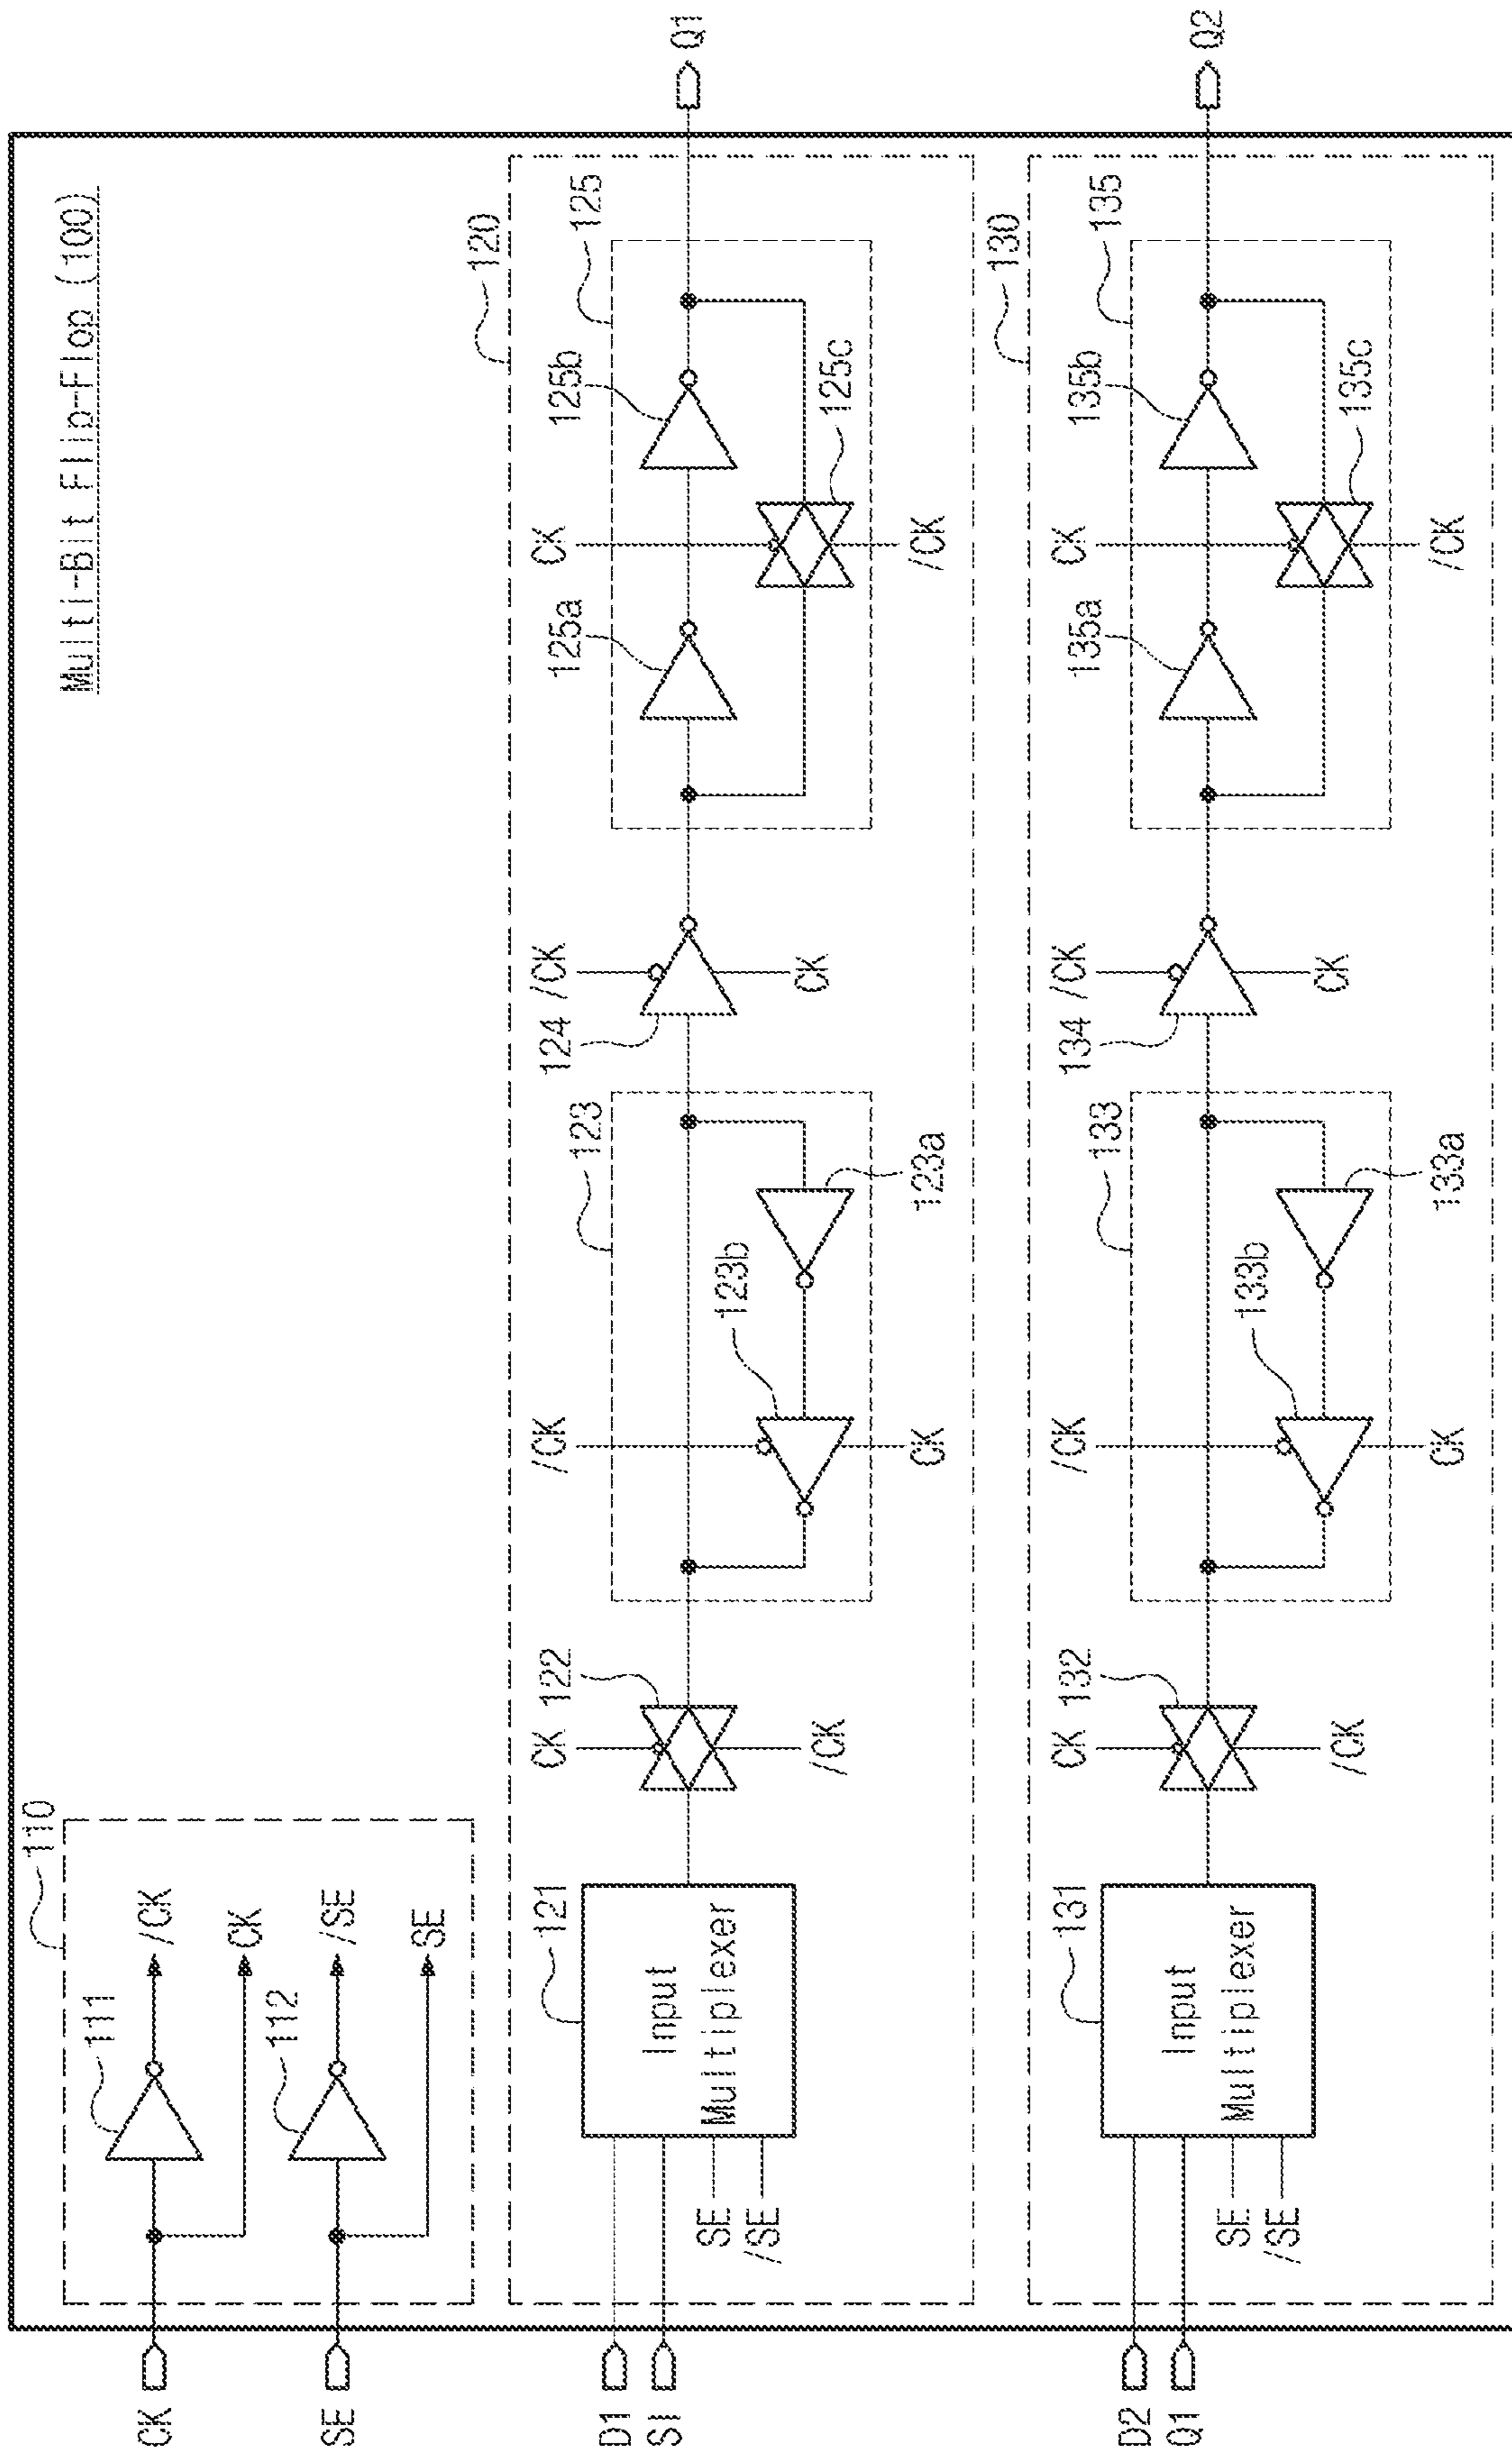 Multi-Bit Flip-Flop (100)
110
CK
111
/CK
CK
SE
112
/SE
SE
120
D1
SI
SE
/SE
121
Input
Multiplexer
CK
122
/CK
123
/CK
123b
CK
123a
124
/CK
CK
125
125a
CK
125b
125c
/CK
Q1
130
D2
Q1
SE
/SE
131
Input
Multiplexer
CK
132
/CK
133
/CK
133b
CK
133a
134
/CK
CK
135
135a
CK
135b
135c
/CK
Q2